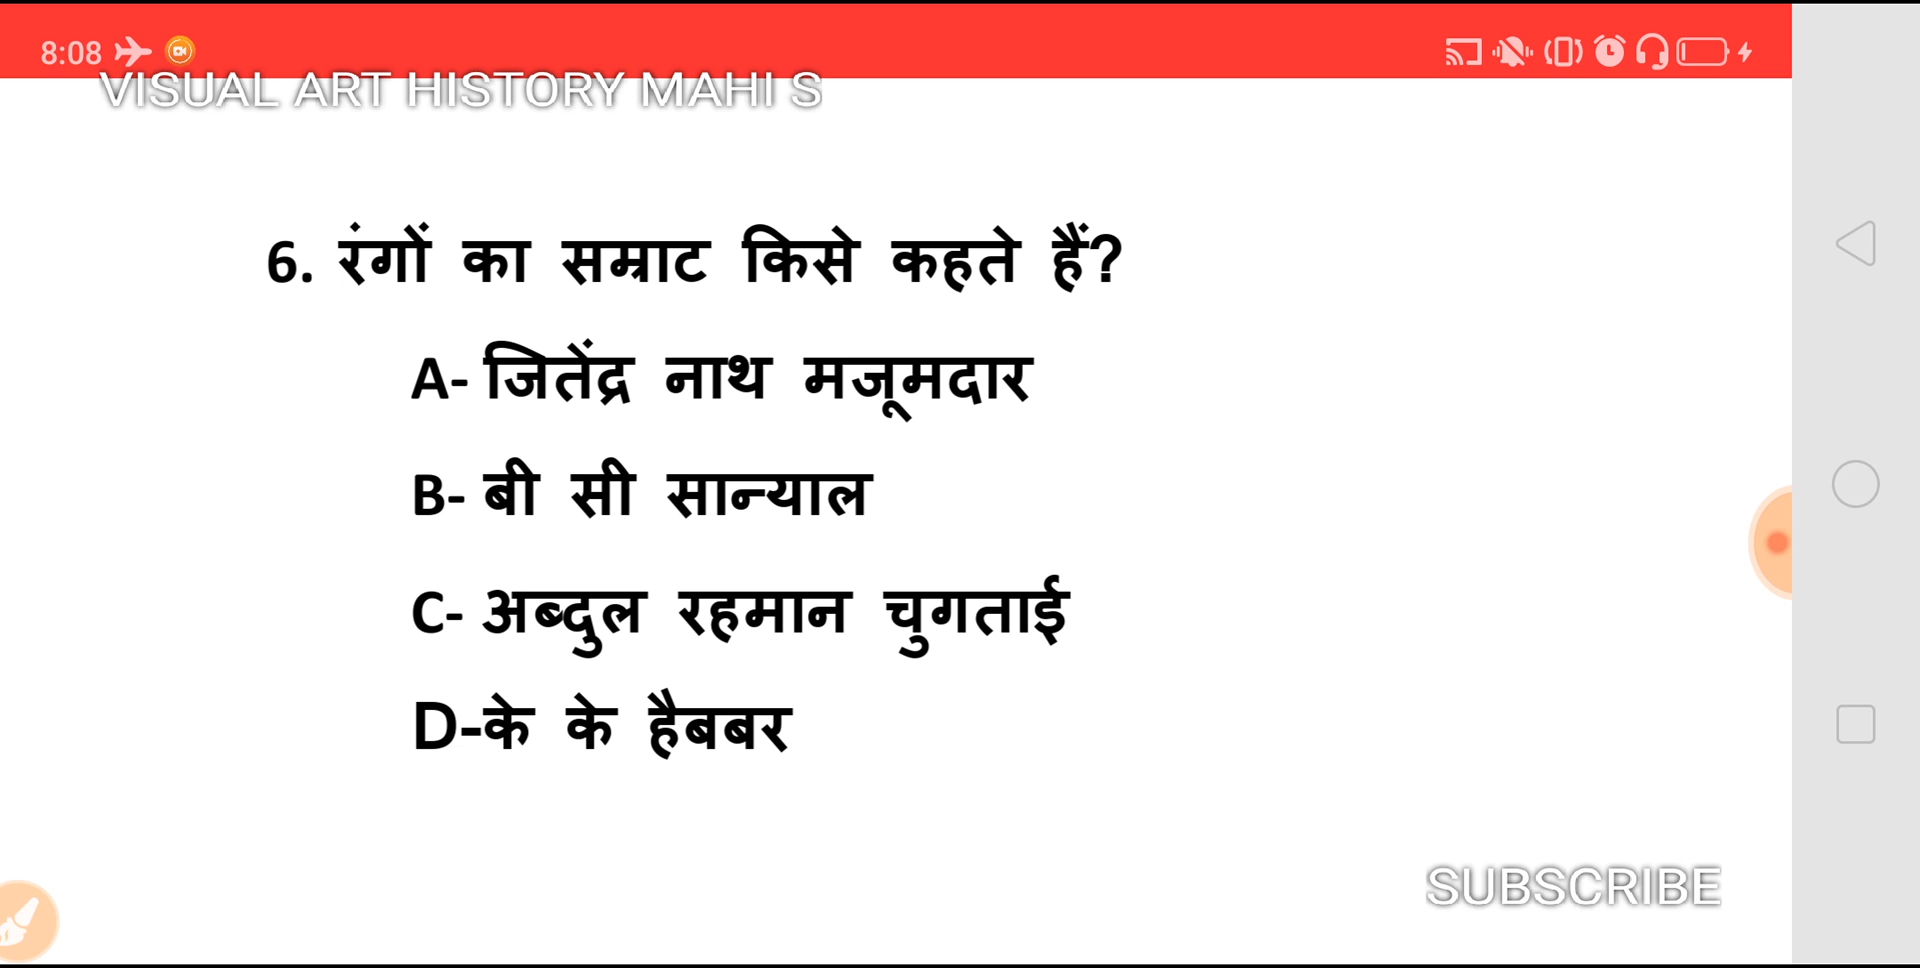 8:08
VISUAL ART HISTORY MAHI S
6. रंगों का सम्राट किसे कहते हैं?
A- जितेंद्र नाथ मजूमदार
B- बी सी सान्याल
C- अब्दुल रहमान चुगताई
D-के के हैबबर
SUBSCRIBE